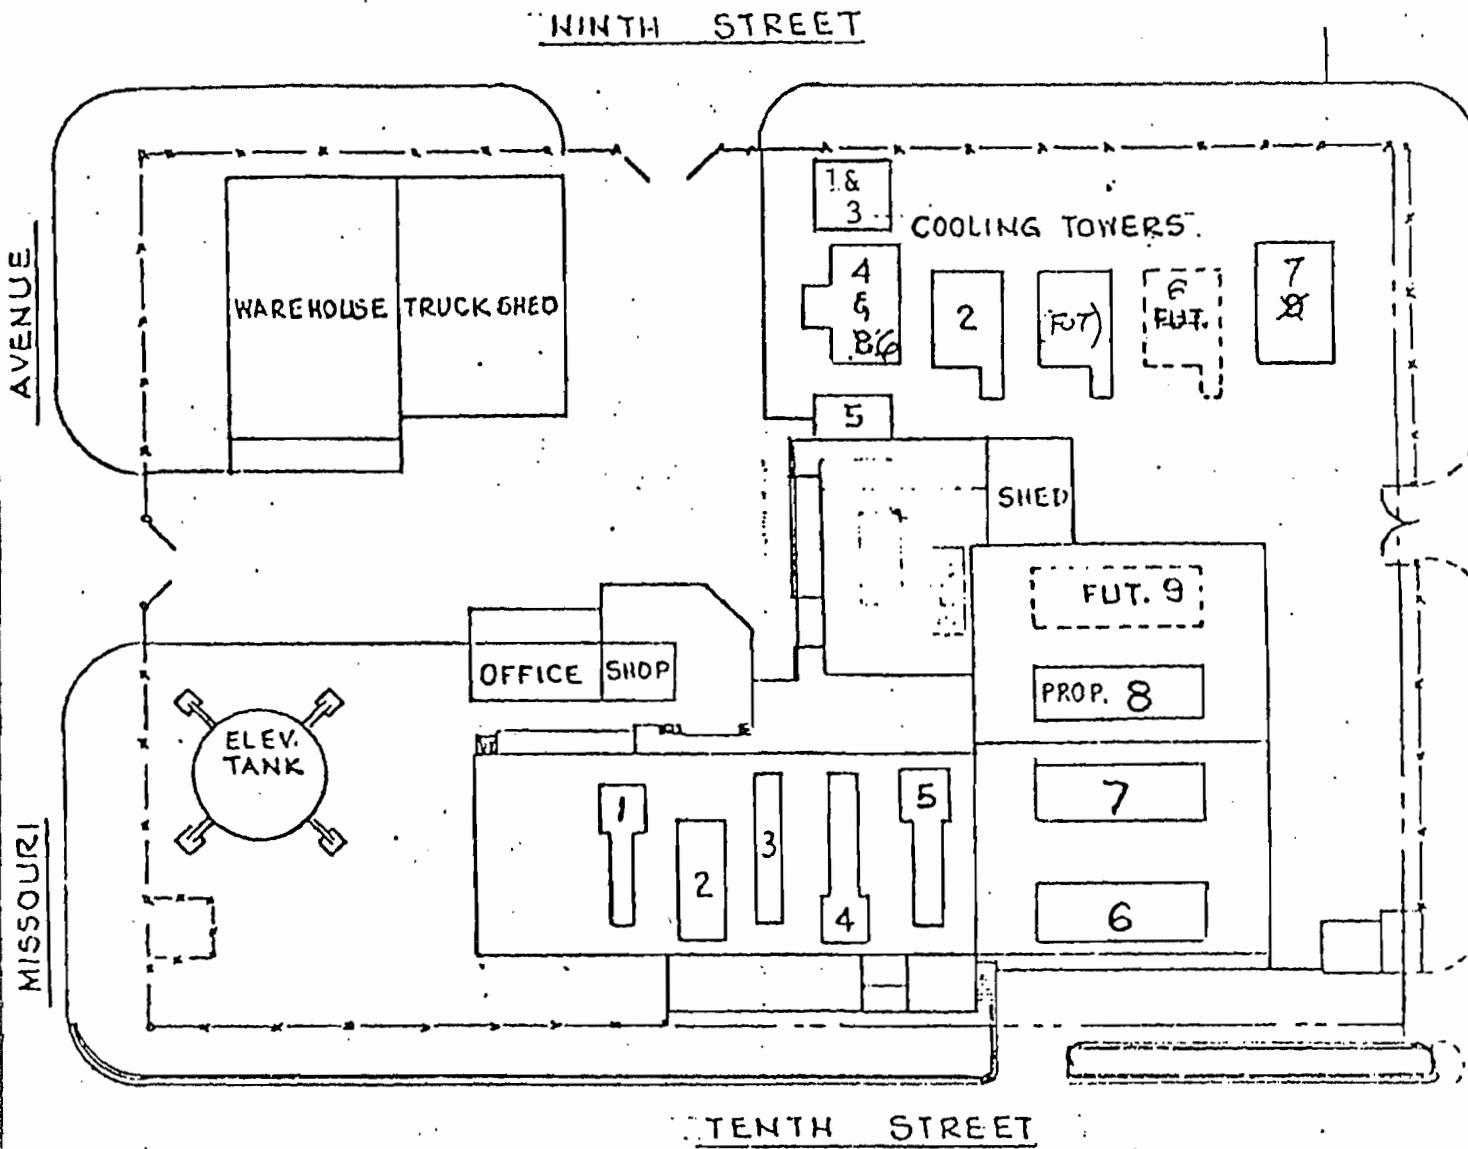 NINTH STREET
1 &
3
COOLING TOWERS
4
&
7
WAREHOUSE
TRUCK SHED
2
(FUT)
6
FUT.
5
AVENUE
SHED
FUT. 9
OFFICE
SHOP
PROP. 8
ELEV.
TANK
1
2
3
4
5
7
6
MISSOURI
TENTH STREET